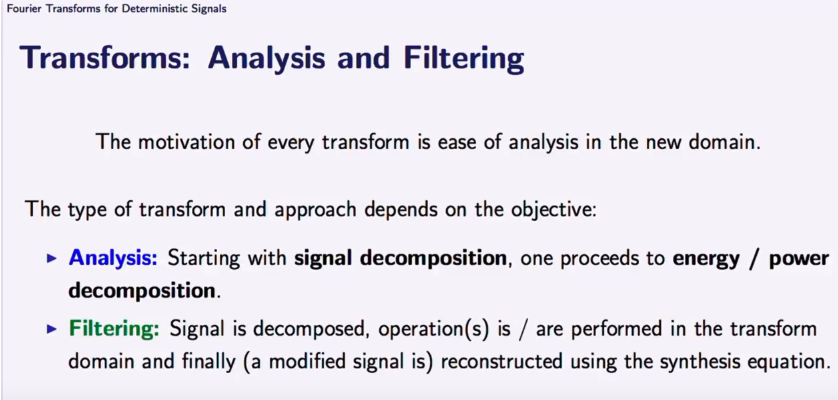 Fourier Transforms for Deterministic Signals
Transforms: Analysis and Filtering
The motivation of every transform is ease of analysis in the new domain.
The type of transform and approach depends on the objective:
▶ Analysis: Starting with signal decomposition, one proceeds to energy / power
decomposition.
▶ Filtering: Signal is decomposed, operation(s) is / are performed in the transform
domain and finally (a modified signal is) reconstructed using the synthesis equation.